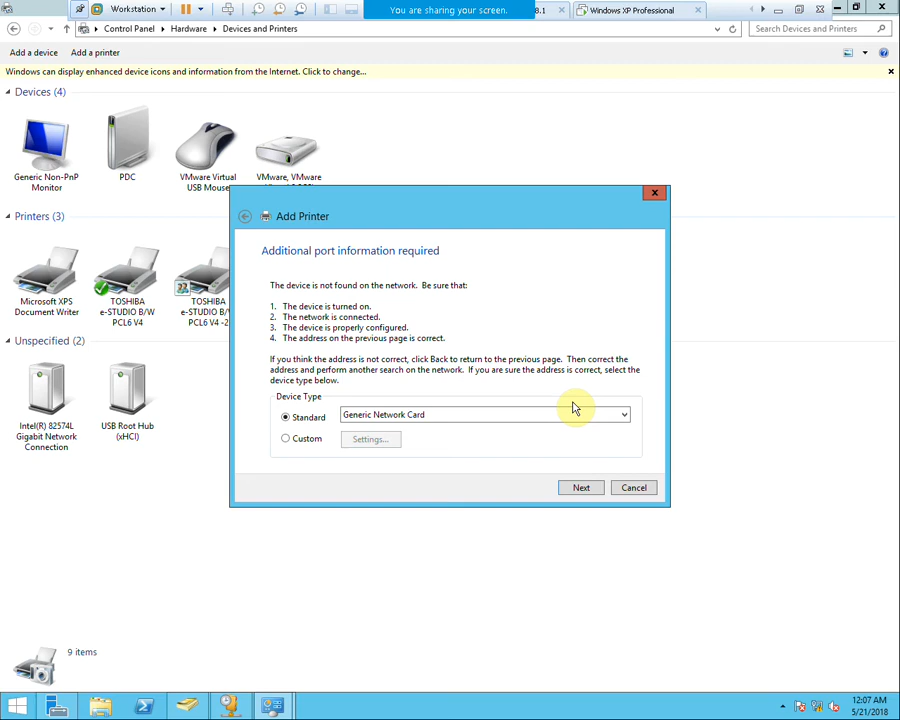 Workstation
You are sharing your screen.
8.1
Windows XP Professional
Control Panel
Hardware
Devices and Printers
Search Devices and Printers
Add a device
Add a printer
Windows can display enhanced device icons and information from the Internet. Click to change...
Devices (4)
Generic Non-PnP
Monitor
PDC
VMware Virtual
USB Mouse
VMware, VMware
Printers (3)
Microsoft XPS
Document Writer
TOSHIBA
e-STUDIO B/W
PCL6 V4
TOSHIBA
e-STUDIO B/W
PCL6 V4 -2
Unspecified (2)
Intel(R) 82574L
Gigabit Network
Connection
USB Root Hub
(xHCI)
Add Printer
Additional port information required
The device is not found on the network. Be sure that:
1. The device is turned on.
2. The network is connected.
3. The device is properly configured.
4. The address on the previous page is correct.
If you think the address is not correct, click Back to return to the previous page. Then correct the
address and perform another search on the network. If you are sure the address is correct, select the
device type below.
Device Type
Standard
Generic Network Card
Custom
Settings...
Next
Cancel
9 items
12:07 AM
5/21/2018